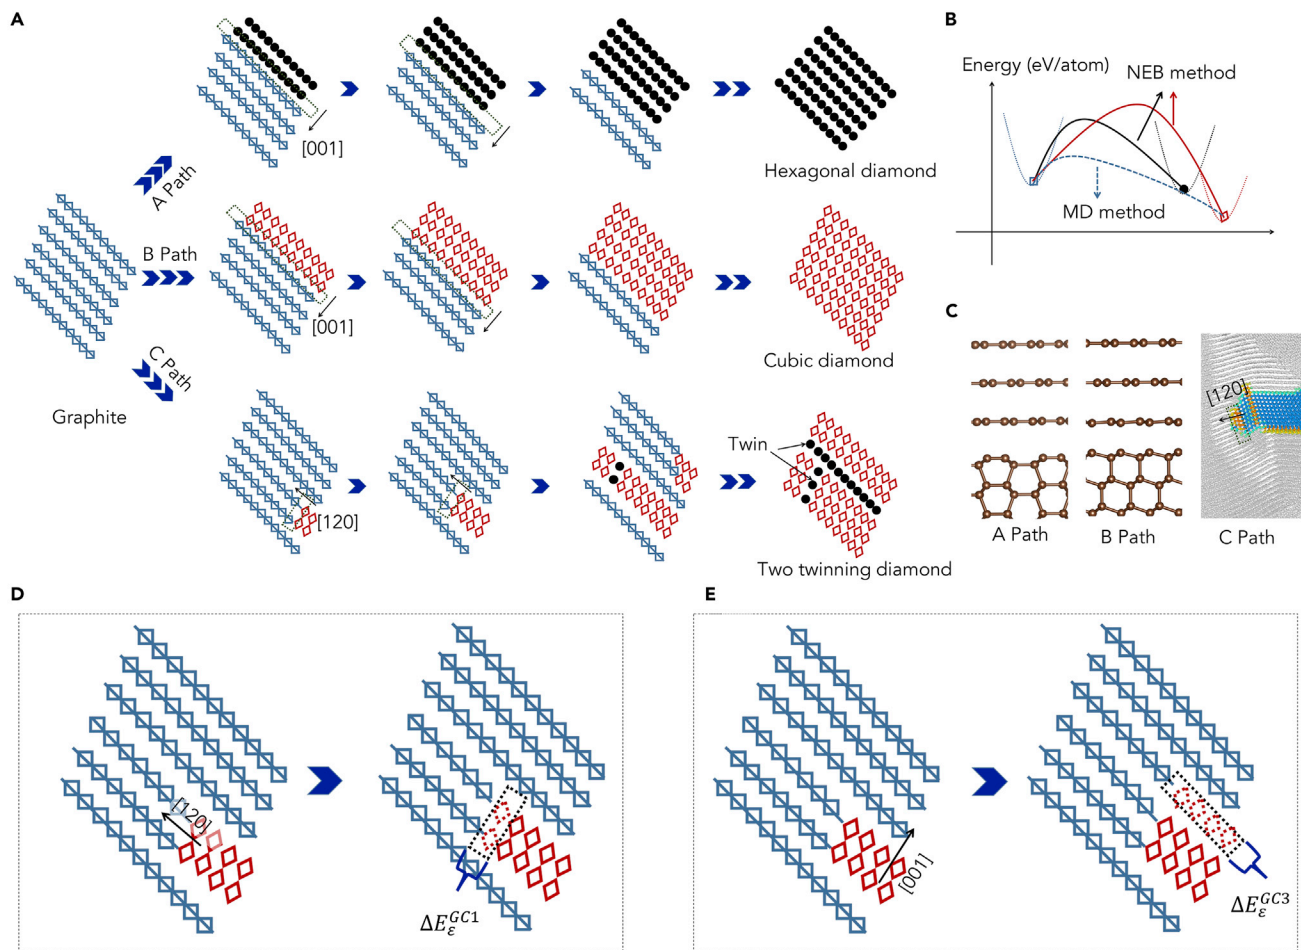 A
[001]
Hexagonal diamond
A Path
B Path
[001]
Cubic diamond
C Path
Graphite
[120]
Twin
Two twinning diamond
B
Energy (eV/atom)
NEB method
MD method
C
[120]
A Path
B Path
C Path
D
[120]
ΔE_ε^{GC1}
E
[001]
ΔE_ε^{GC3}